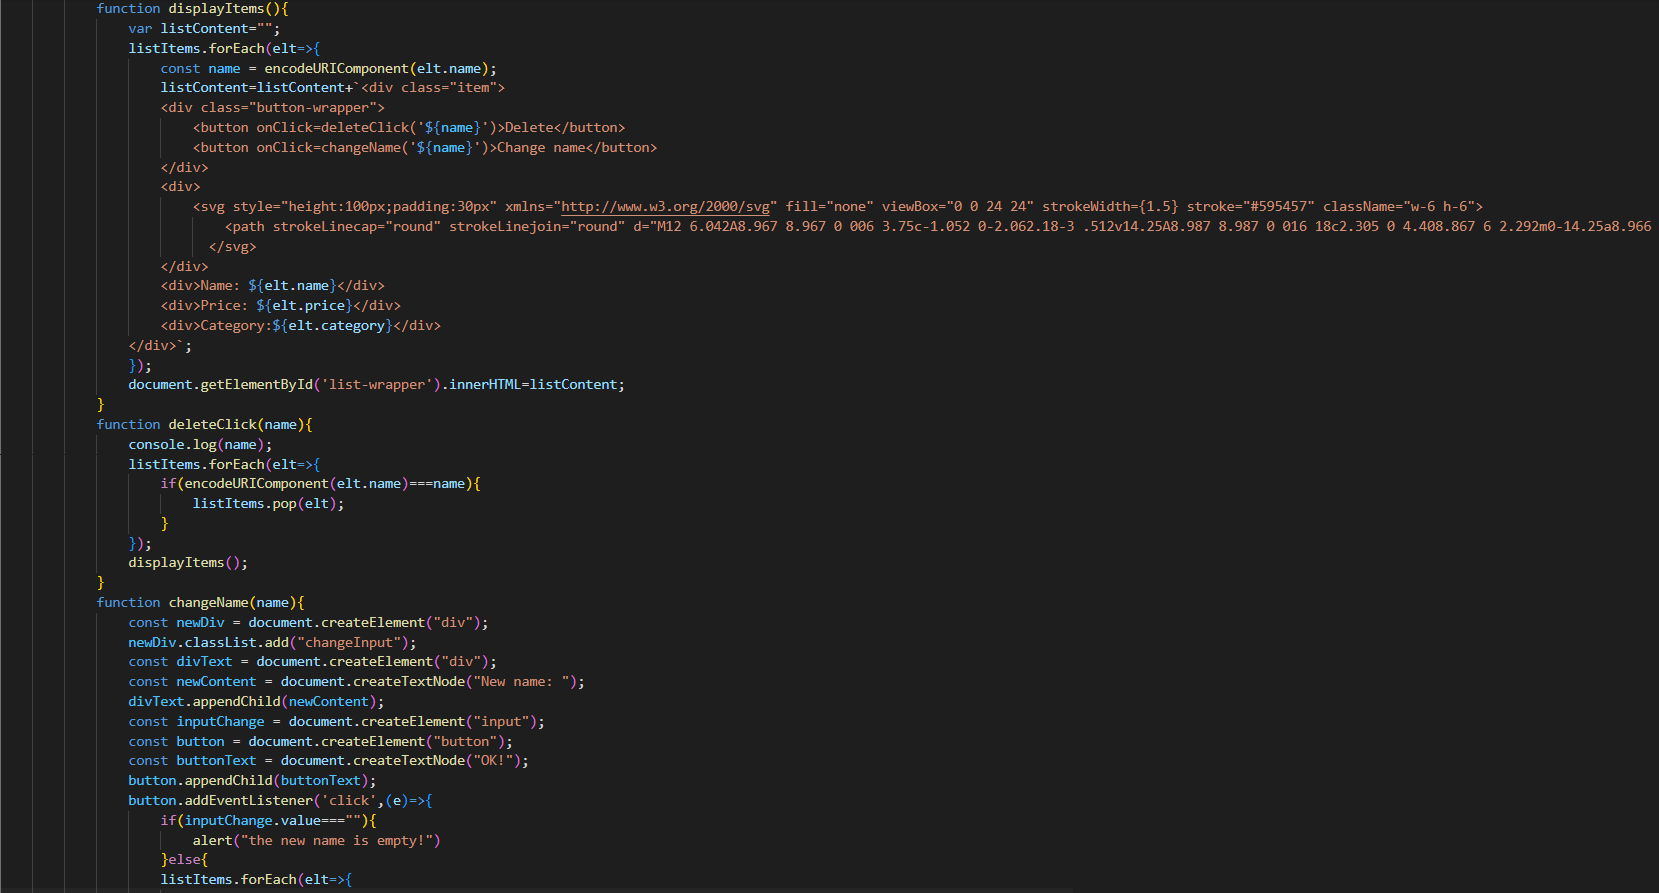 function displayItems(){
var listContent="";
listItems.forEach(elt=>{
const name = encodeURIComponent(elt.name);
listContent=listContent+`<div class="item">
<div class="button-wrapper">
<button onClick=deleteClick('${name}')>Delete</button>
<button onClick=changeName('${name}')>Change name</button>
</div>
<div>
<svg style="height:100px;padding:30px" xmlns="http://www.w3.org/2000/svg" fill="none" viewBox="0 0 24 24" strokeWidth={1.5} stroke="#595457" className="w-6 h-6">
<path strokeLinecap="round" strokeLinejoin="round" d="M12 6.042A8.967 8.967 0 006 3.75c-1.052 0-2.062.18-3 .512v14.25A8.987 8.987 0 016 18c2.305 0 4.408.867 6 2.292m0-14.25a8.966
</svg>
</div>
<div>Name: ${elt.name}</div>
<div>Price: ${elt.price}</div>
<div>Category:${elt.category}</div>
</div>`;
});
document.getElementById('list-wrapper').innerHTML=listContent;
}
function deleteClick(name){
console.log(name);
listItems.forEach(elt=>{
if(encodeURIComponent(elt.name)===name){
listItems.pop(elt);
}
});
displayItems();
}
function changeName(name){
const newDiv = document.createElement("div");
newDiv.classList.add("changeInput");
const divText = document.createElement("div");
const newContent = document.createTextNode("New name: ");
divText.appendChild(newContent);
const inputChange = document.createElement("input");
const button = document.createElement("button");
const buttonText = document.createTextNode("OK!");
button.appendChild(buttonText);
button.addEventListener('click',(e)=>{
if(inputChange.value===""){
alert("the new name is empty!")
}else{
listItems.forEach(elt=>{